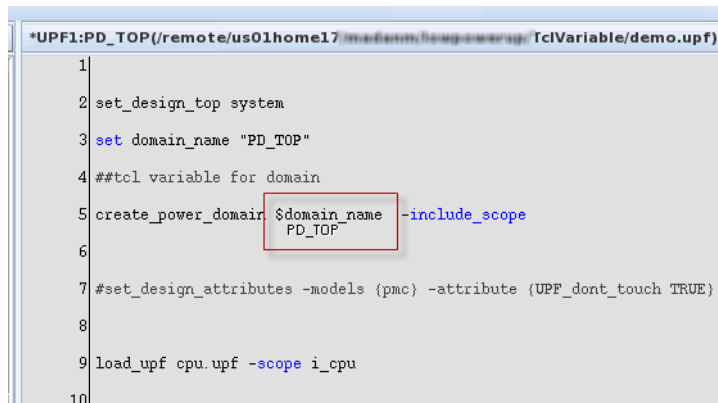 *UPF1:PD_TOP(/remote/us01home17 TclVariable/demo.upf)
1
2 set_design_top system
3 set domain_name "PD_TOP"
4 ##tcl variable for domain
5 create_power_domain $domain_name -include_scope
PD_TOP
6
7 #set_design_attributes -models {pmc} -attribute {UPF_dont_touch TRUE}
8
9 load_upf cpu.upf -scope i_cpu
10